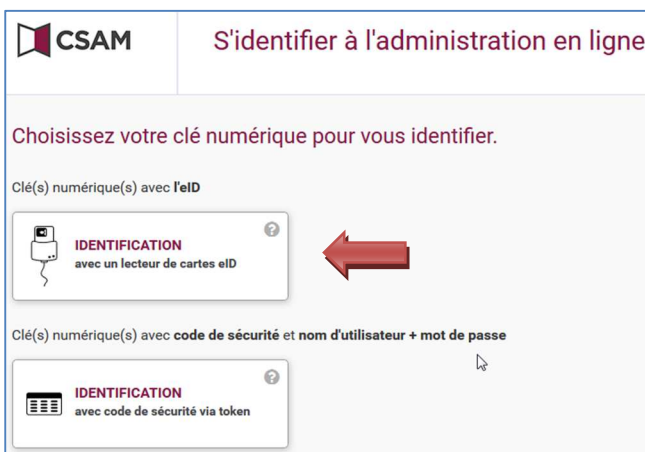 CSAM
S'identifier à l'administration en ligne
Choisissez votre clé numérique pour vous identifier.
Clé(s) numérique(s) avec l'eID
?
IDENTIFICATION
avec un lecteur de cartes eID
Clé(s) numérique(s) avec code de sécurité et nom d'utilisateur + mot de passe
?
IDENTIFICATION
avec code de sécurité via token